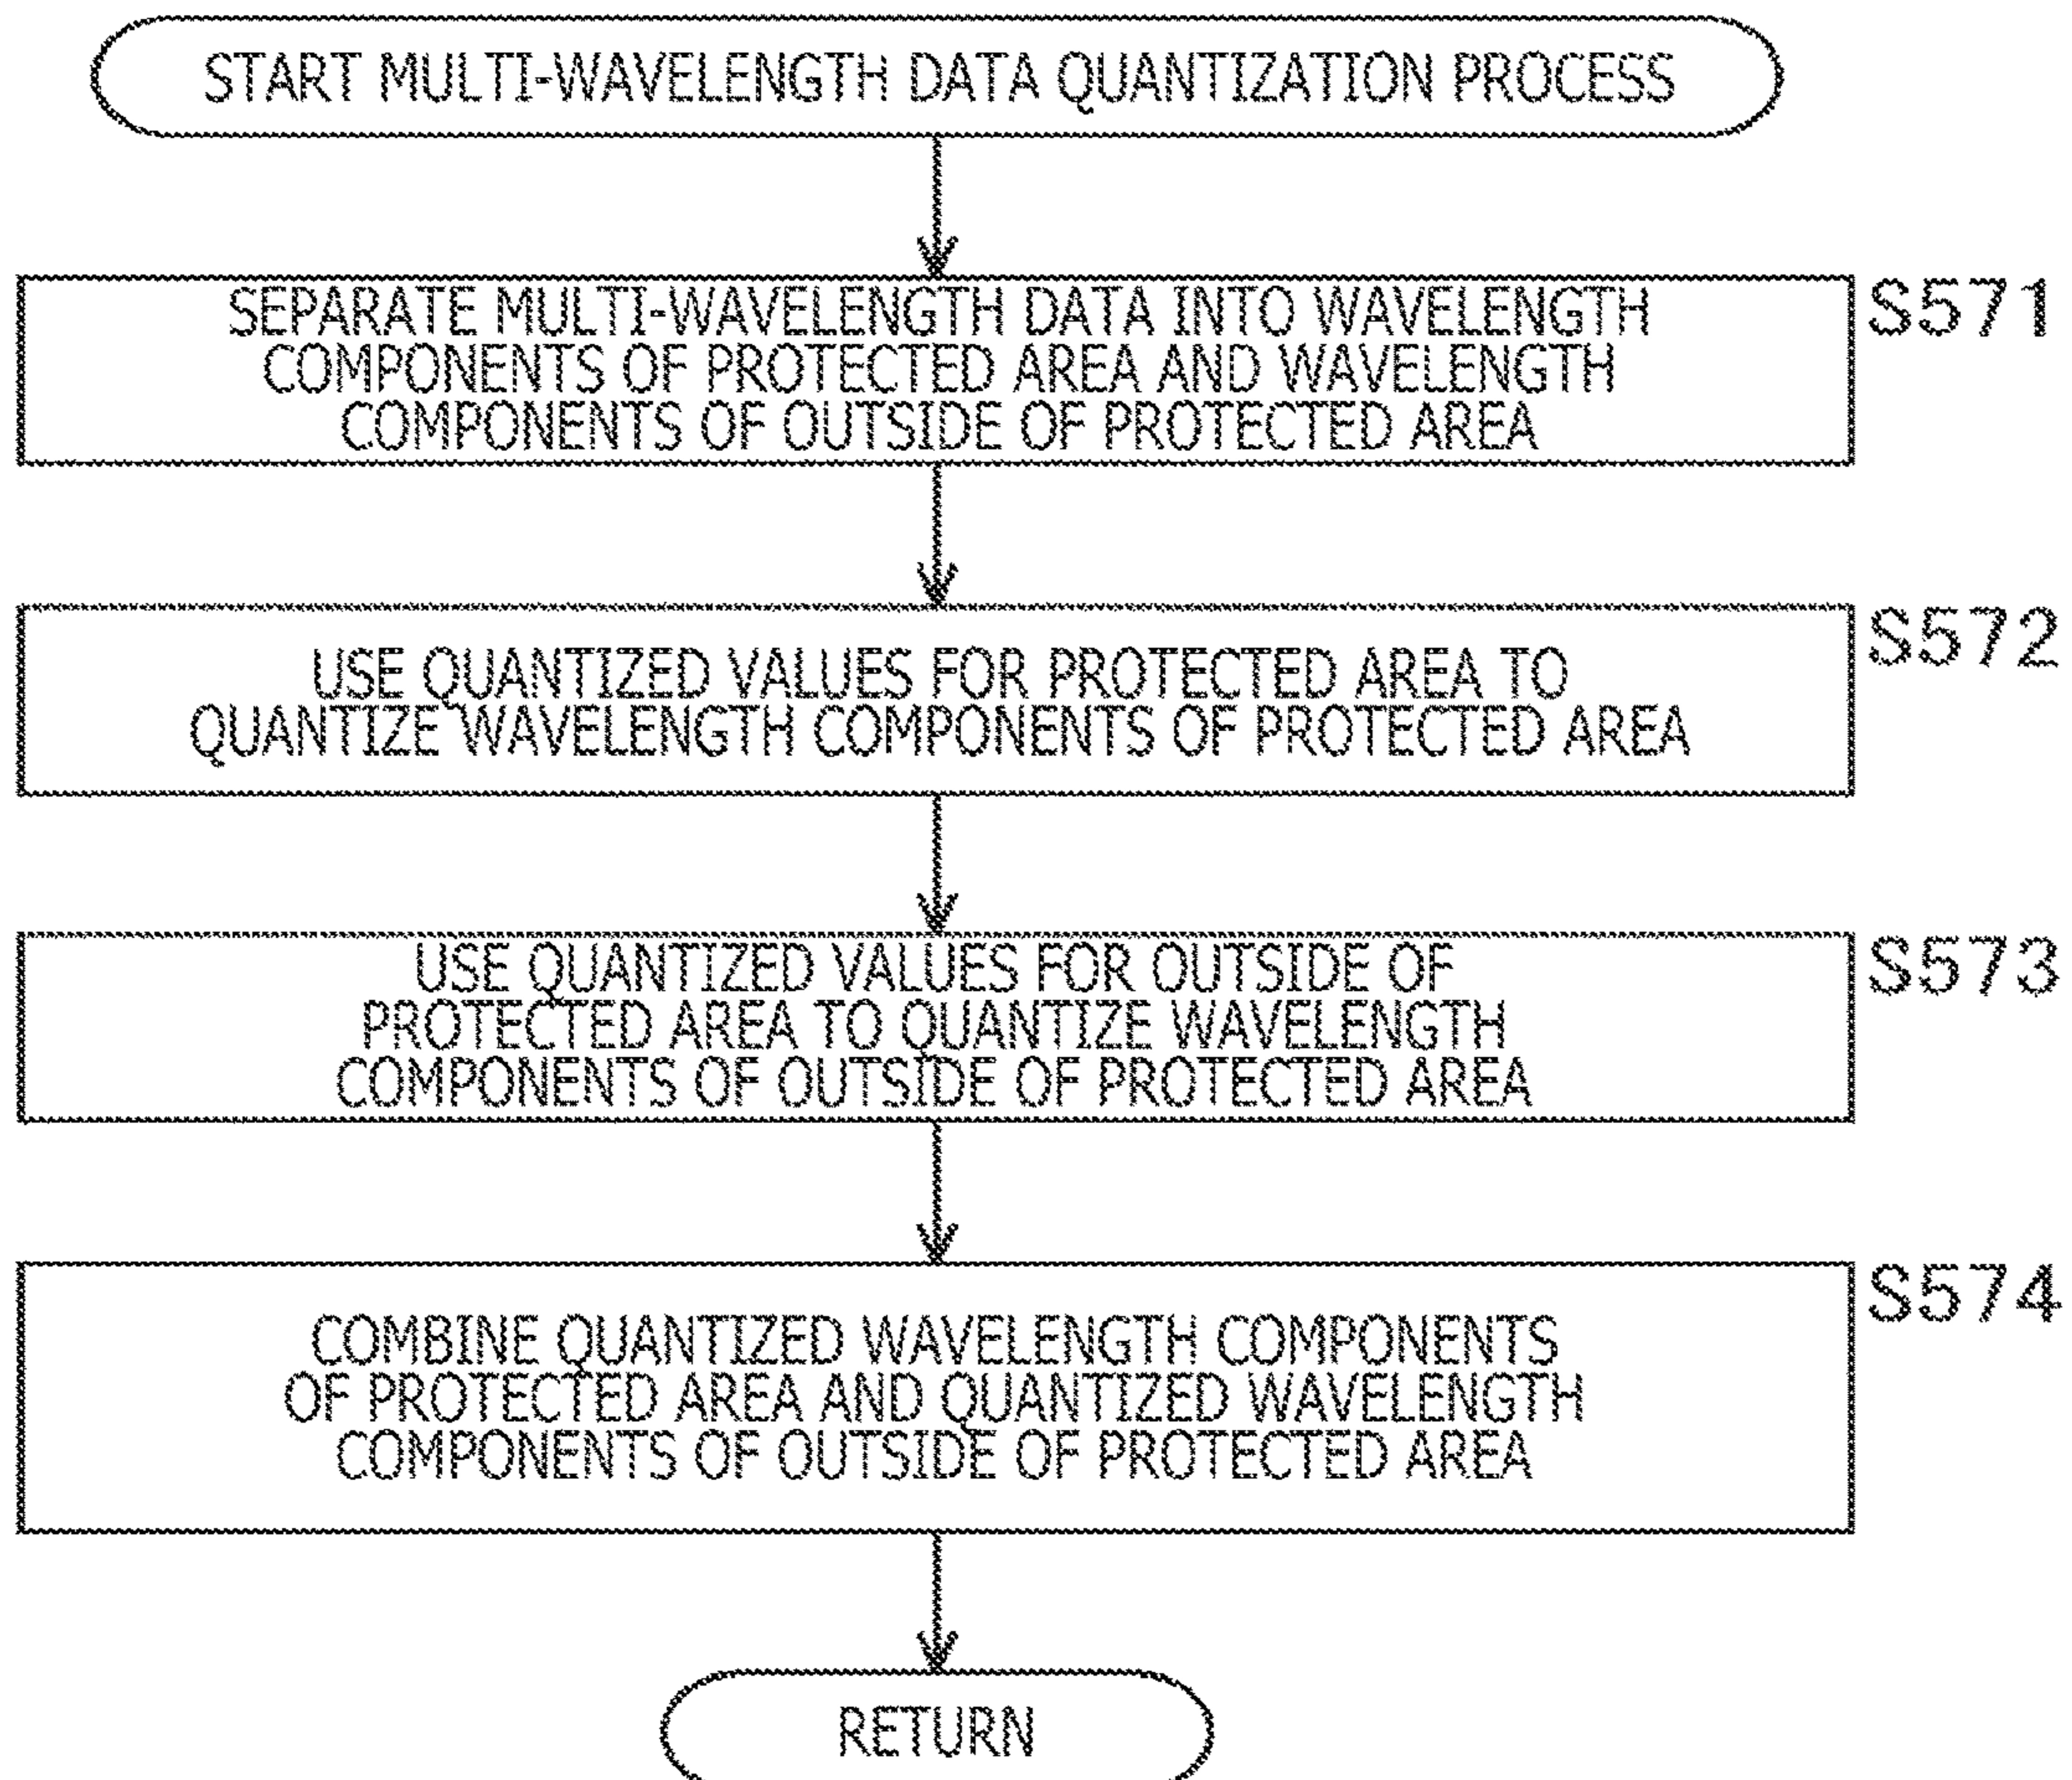 START MULTI-WAVELENGTH DATA QUANTIZATION PROCESS
SEPARATE MULTI-WAVELENGTH DATA INTO WAVELENGTH
COMPONENTS OF PROTECTED AREA AND WAVELENGTH
COMPONENTS OF OUTSIDE OF PROTECTED AREA
S571
USE QUANTIZED VALUES FOR PROTECTED AREA TO
QUANTIZE WAVELENGTH COMPONENTS OF PROTECTED AREA
S572
USE QUANTIZED VALUES FOR OUTSIDE OF
PROTECTED AREA TO QUANTIZE WAVELENGTH
COMPONENTS OF OUTSIDE OF PROTECTED AREA
S573
COMBINE QUANTIZED WAVELENGTH COMPONENTS
OF PROTECTED AREA AND QUANTIZED WAVELENGTH
COMPONENTS OF OUTSIDE OF PROTECTED AREA
S574
RETURN